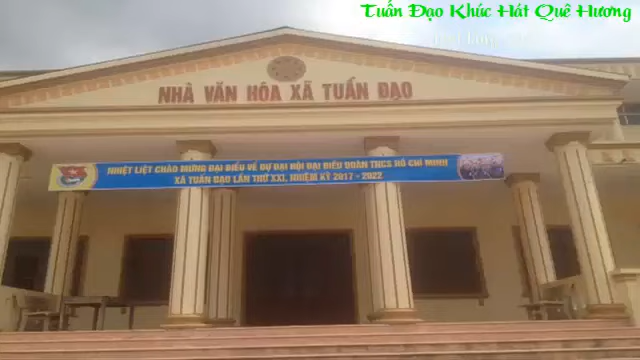 Tuấn Đạo Khúc Hát Quê Hương
NHÀ VĂN HÓA XÃ TUẤN ĐẠO
NHIỆT LIỆT CHÀO MỪNG ĐẠI BIỂU VỀ DỰ ĐẠI HỘI ĐẠI BIỂU ĐOÀN TNCS HỒ CHÍ MINH
XÃ TUẤN ĐẠO LẦN THỨ XXI, NHIỆM KỲ 2017 - 2022